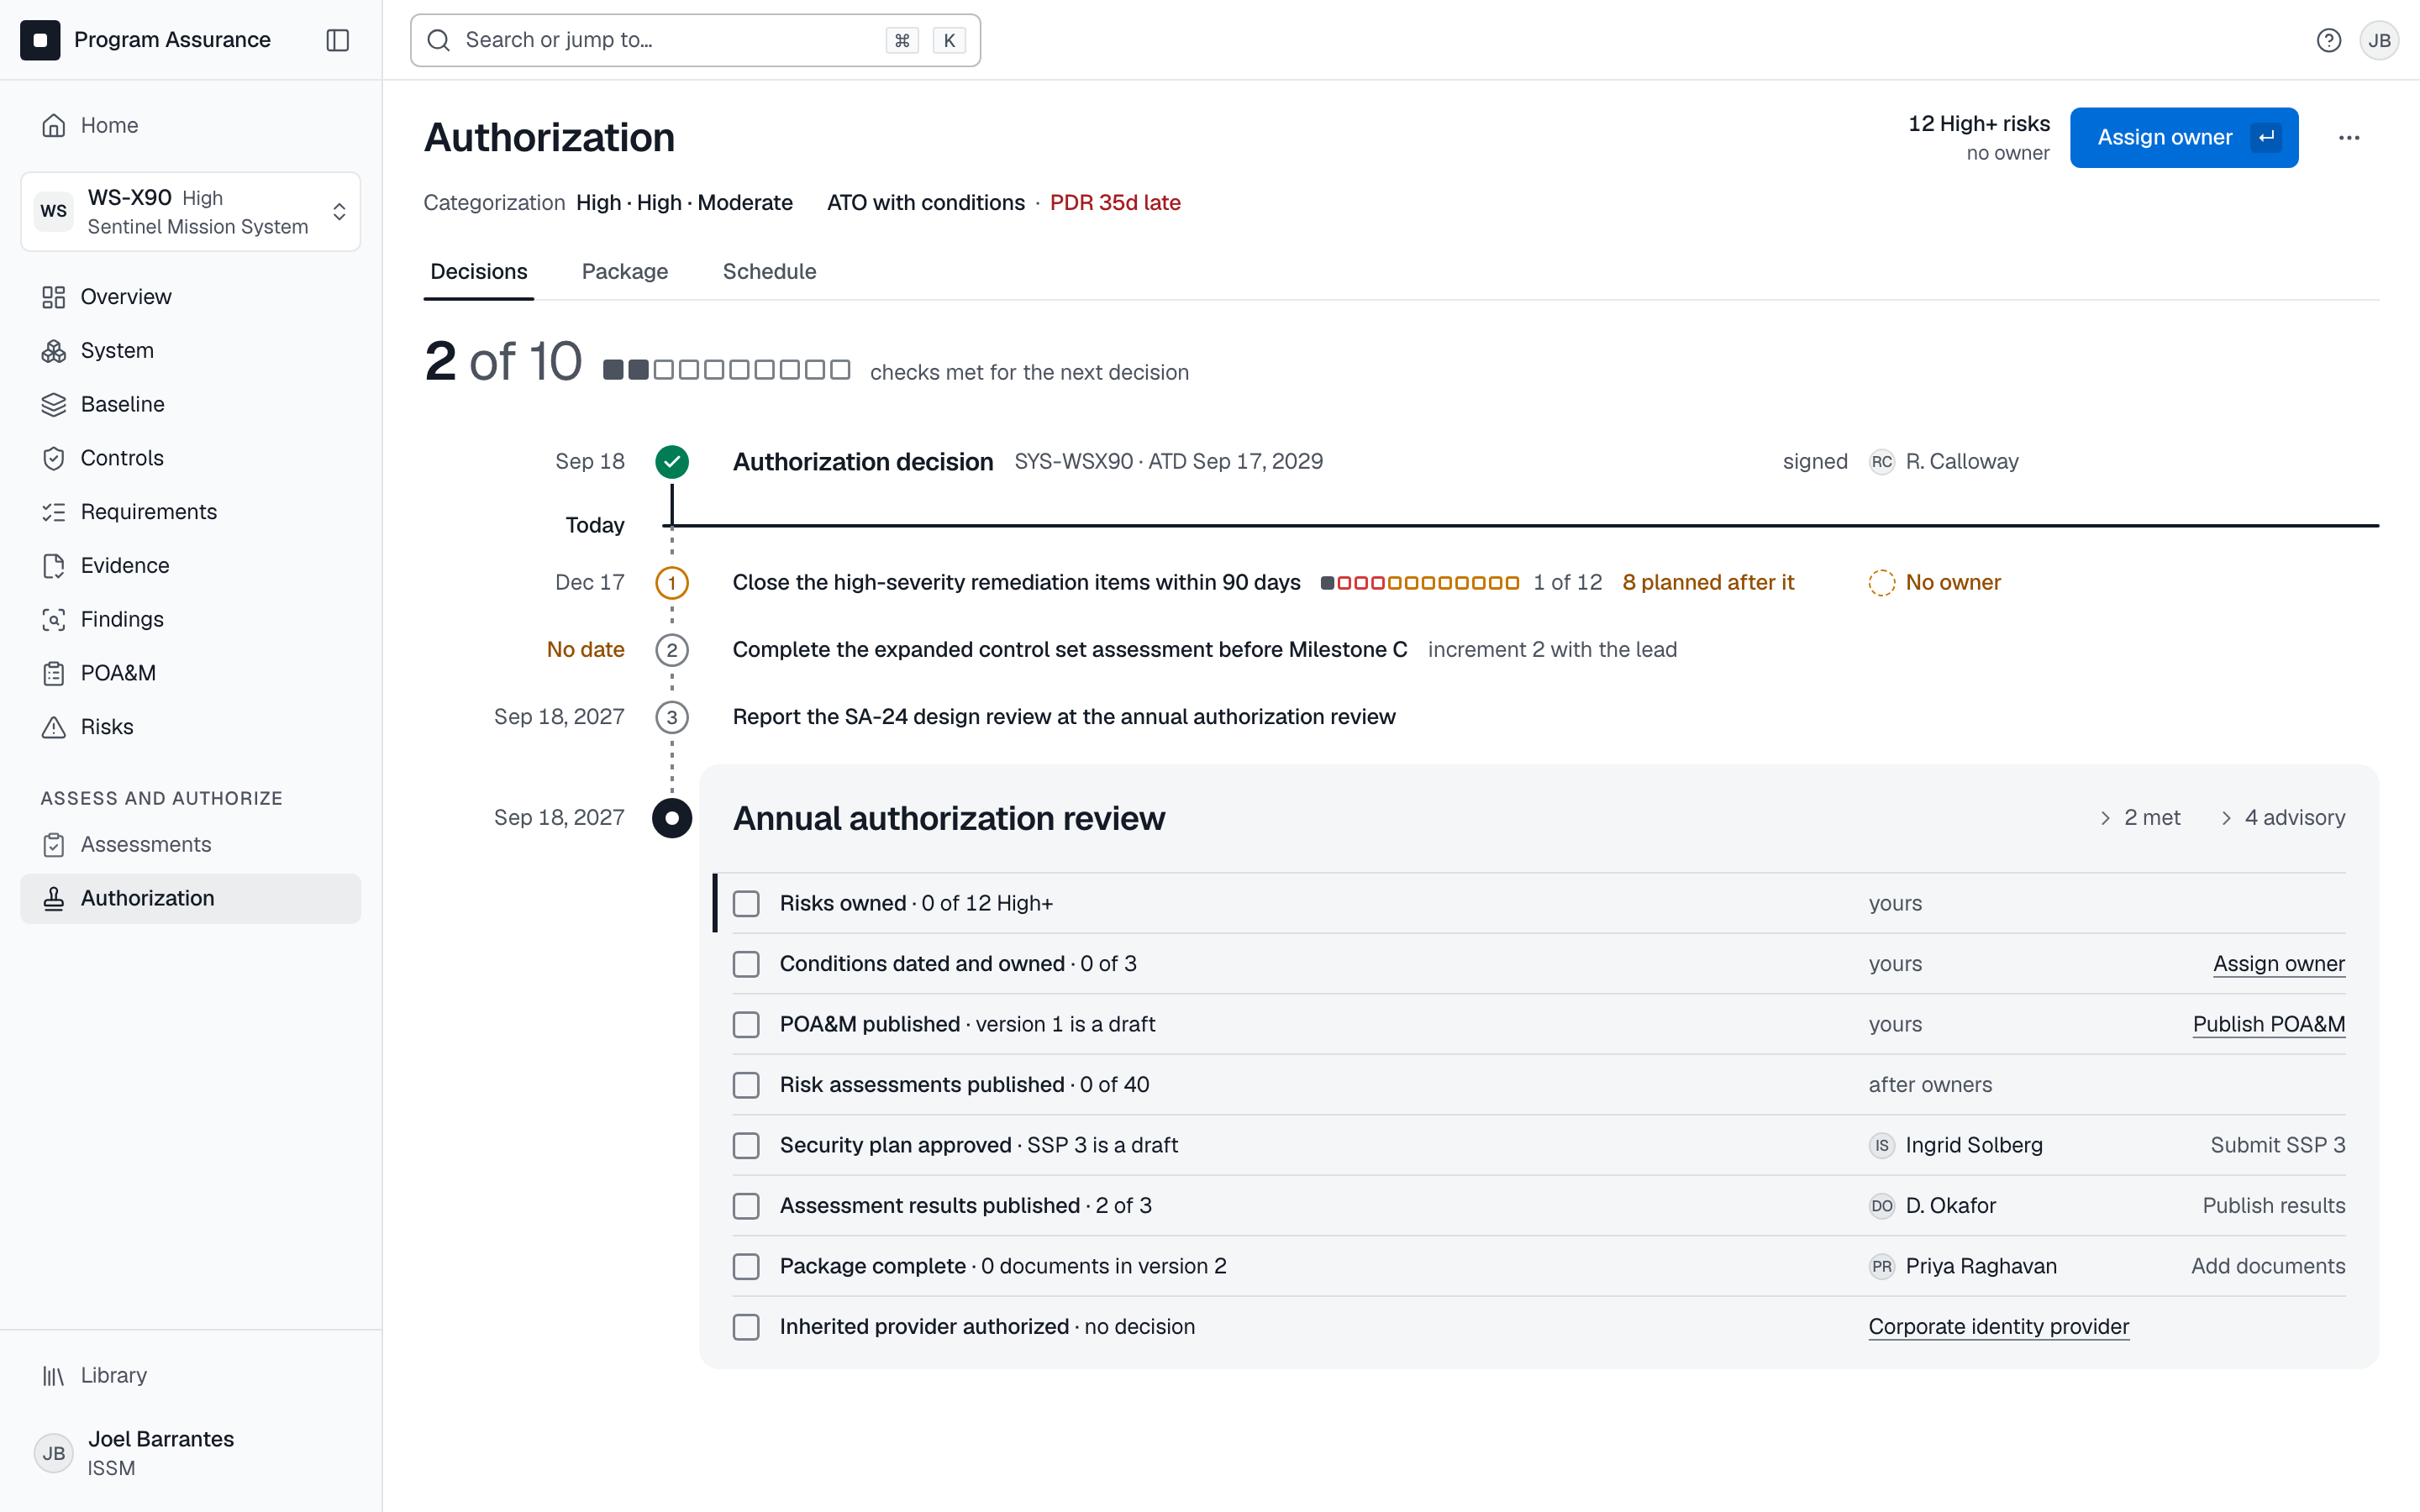 Program Assurance
Search or jump to...
⌘ K
JB
Home
WS
WS-X90 High
Sentinel Mission System
Overview
System
Baseline
Controls
Requirements
Evidence
Findings
POA&M
Risks
ASSESS AND AUTHORIZE
Assessments
Authorization
Library
JB
Joel Barrantes
ISSM
Authorization
12 High+ risks
no owner
Assign owner
Categorization High · High · Moderate ATO with conditions · PDR 35d late
Decisions Package Schedule
2 of 10 checks met for the next decision
Sep 18 Authorization decision SYS-WSX90 · ATD Sep 17, 2029 signed RC R. Calloway
Today
Dec 17 1 Close the high-severity remediation items within 90 days 1 of 12 8 planned after it No owner
No date 2 Complete the expanded control set assessment before Milestone C increment 2 with the lead
Sep 18, 2027 3 Report the SA-24 design review at the annual authorization review
Sep 18, 2027 Annual authorization review 2 met 4 advisory
Risks owned · 0 of 12 High+ yours
Conditions dated and owned · 0 of 3 yours Assign owner
POA&M published · version 1 is a draft yours Publish POA&M
Risk assessments published · 0 of 40 after owners
Security plan approved · SSP 3 is a draft IS Ingrid Solberg Submit SSP 3
Assessment results published · 2 of 3 DO D. Okafor Publish results
Package complete · 0 documents in version 2 PR Priya Raghavan Add documents
Inherited provider authorized · no decision Corporate identity provider